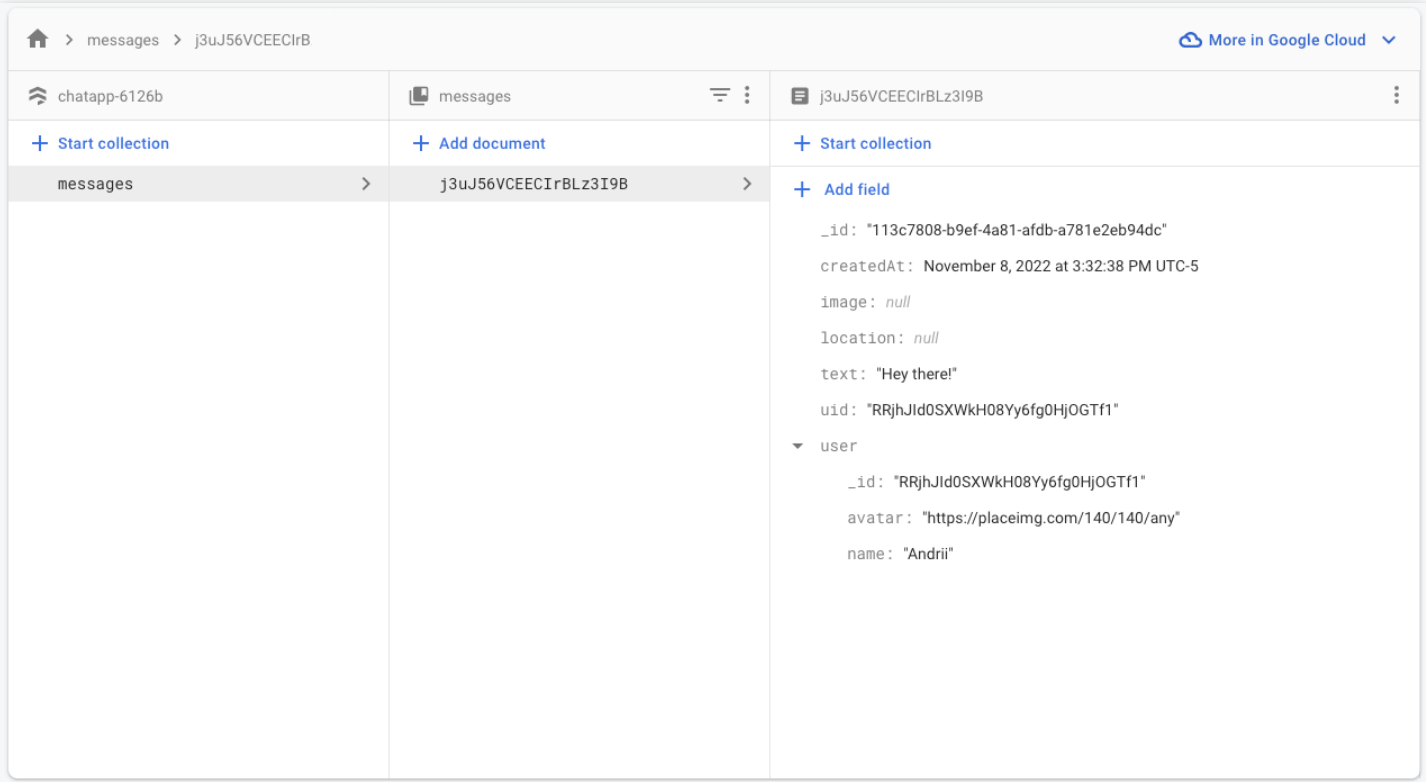 messages j3uJ56VCEECIrB
More in Google Cloud
chatapp-6126b
messages
j3uJ56VCEECIrBLz3I9B
Start collection
Add document
Start collection
messages
j3uJ56VCEECIrBLz3I9B
Add field
_id: "113c7808-b9ef-4a81-afdb-a781e2eb94dc"
createdAt: November 8, 2022 at 3:32:38 PM UTC-5
image: null
location: null
text: "Hey there!"
uid: "RRjhJId0SXWkH08Yy6fg0HjOGTf1"
user
_id: "RRjhJId0SXWkH08Yy6fg0HjOGTf1"
avatar: "https://placeimg.com/140/140/any"
name: "Andrii"